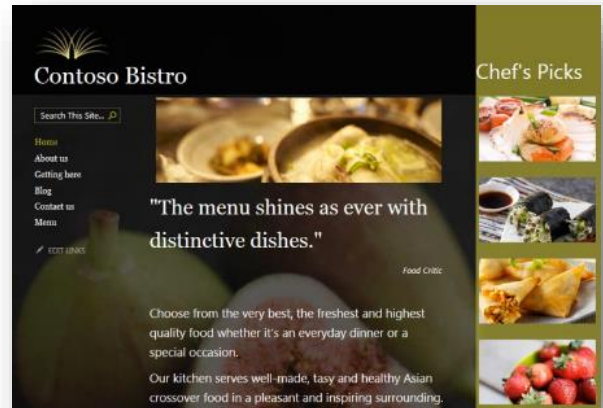 Contoso Bistro
Chef's Picks
Search This Site...
Home
About us
Getting here
Blog
Contact us
Menu
EDIT LINKS
"The menu shines as ever with
distinctive dishes."
Food Critic
Choose from the very best, the freshest and highest
quality food whether it's an everyday dinner or a
special occasion.
Our kitchen serves well-made, tasty and healthy Asian
crossover food in a pleasant and inspiring surrounding.